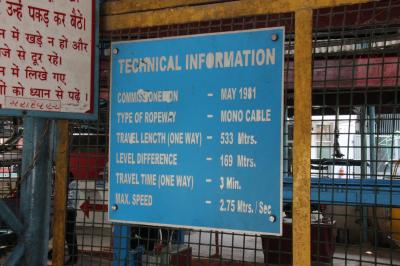 उन्हें पकड़ कर बैठे।
में खड़े न हों और
जे से दूर रहें।
न में लिखे गए
ों को ध्यान से पढ़ें।
TECHNICAL INFORMATION
COMMISSIONED ON - MAY 1981
TYPE OF ROPEWAY - MONO CABLE
TRAVEL LENGTH (ONE WAY) - 533 Mtrs.
LEVEL DIFFERENCE - 169 Mtrs.
TRAVEL TIME (ONE WAY) - 3 Min.
MAX. SPEED - 2.75 Mtrs. / Sec